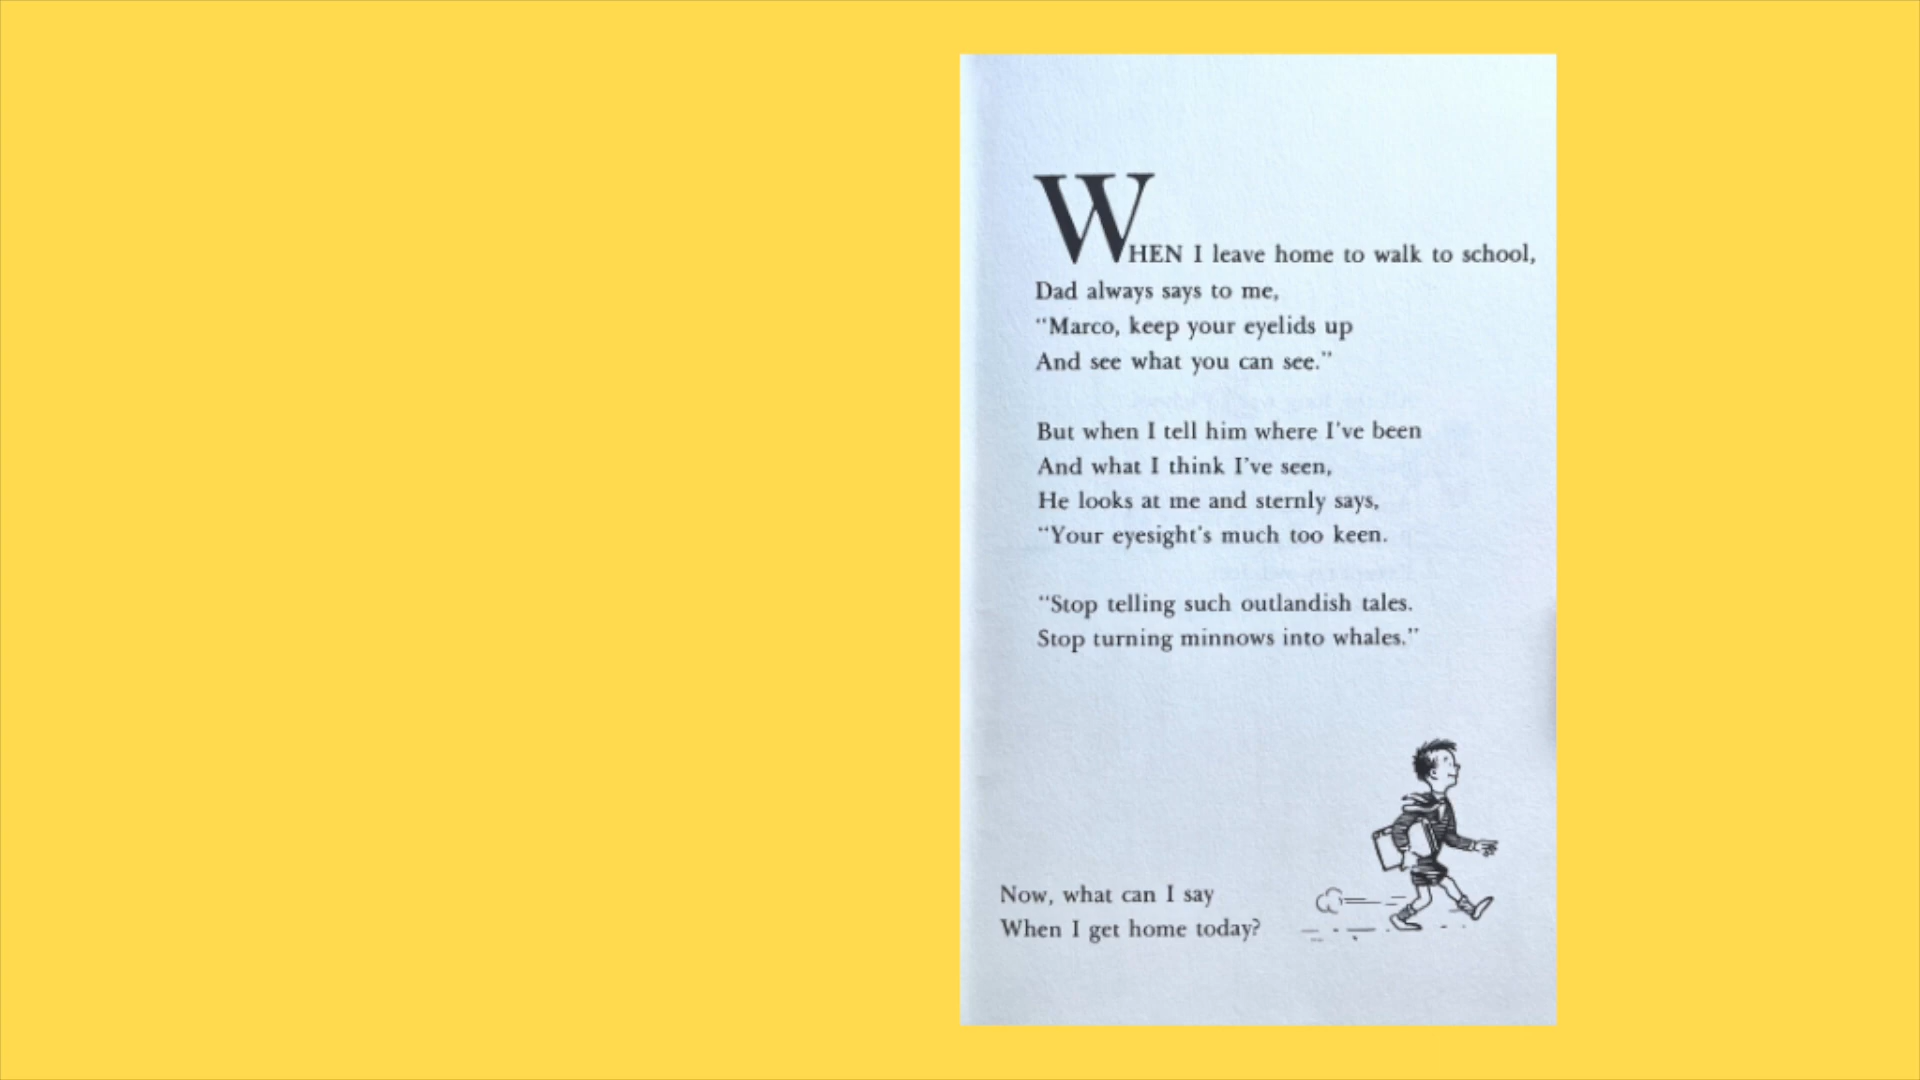 WHEN I leave home to walk to school,
Dad always says to me,
“Marco, keep your eyelids up
And see what you can see.”
But when I tell him where I’ve been
And what I think I’ve seen,
He looks at me and sternly says,
“Your eyesight’s much too keen.
“Stop telling such outlandish tales.
Stop turning minnows into whales.”
Now, what can I say
When I get home today?